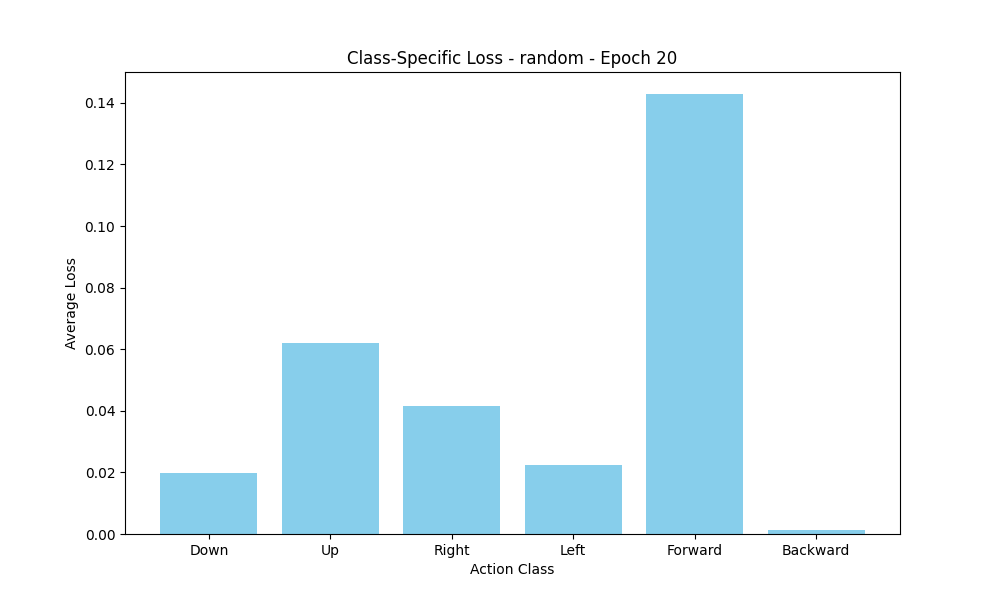 Class-Specific Loss - random - Epoch 20
Average Loss
0.14
0.12
0.10
0.08
0.06
0.04
0.02
0.00
Down Up Right Left Forward Backward
Action Class